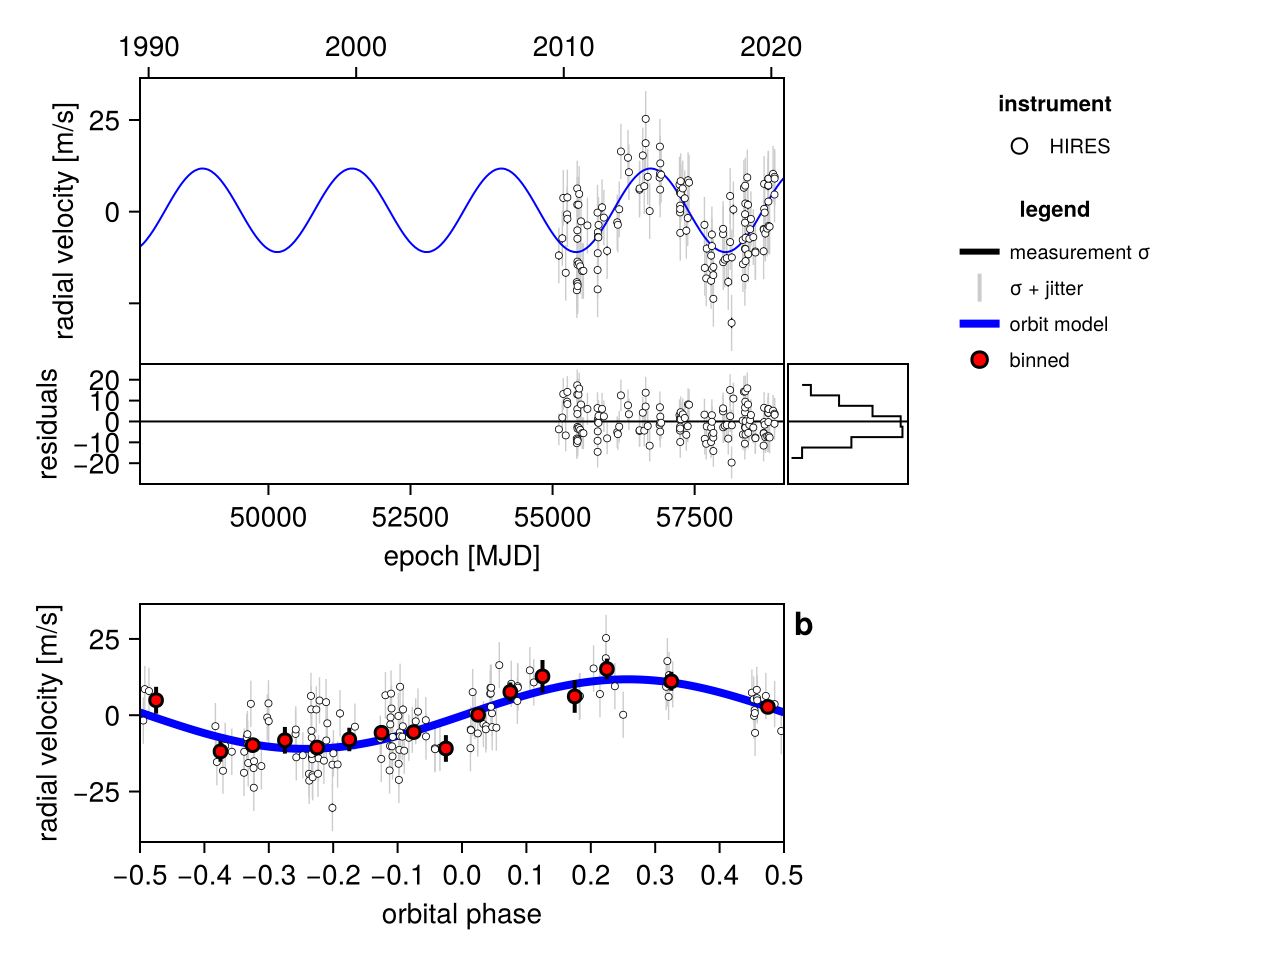 1990 2000 2010 2020
radial velocity [m/s]
25
0
residuals
20
10
0
−10
−20
50000 52500 55000 57500
epoch [MJD]
instrument
HIRES
legend
measurement σ
σ + jitter
orbit model
binned
b
radial velocity [m/s]
25
0
−25
−0.5 −0.4 −0.3 −0.2 −0.1 0.0 0.1 0.2 0.3 0.4 0.5
orbital phase